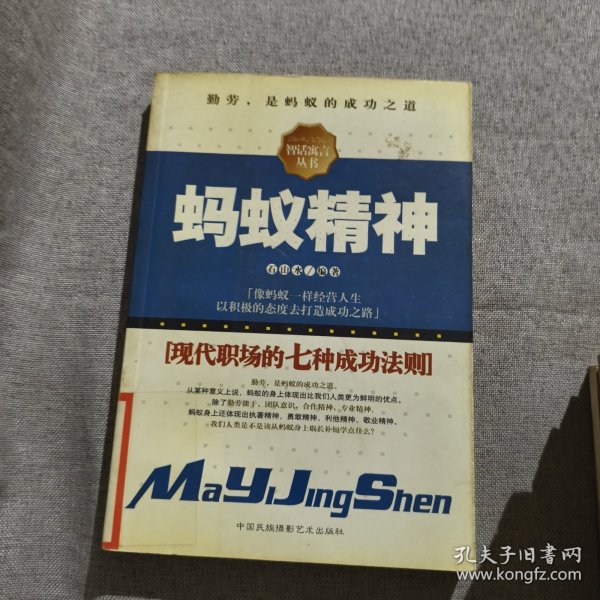 勤劳，是蚂蚁的成功之道
智活寓言
丛书
蚂蚁精神
石山水/编著
「像蚂蚁一样经营人生
以积极的态度去打造成功之路」
[现代职场的七种成功法则]
勤劳，是蚂蚁的成功之道。
从某种意义上说，蚂蚁的身上体现出比我们人类更为鲜明的优点。
除了勤劳能干，团队意识，合作精神，专业精神，
蚂蚁身上还体现出执著精神、勇敢精神、利他精神、敬业精神。
我们人类是不是该从蚂蚁身上取长补短学点什么？
MaYiJingShen
中国民族摄影艺术出版社
孔夫子旧书网
www.kongfz.com